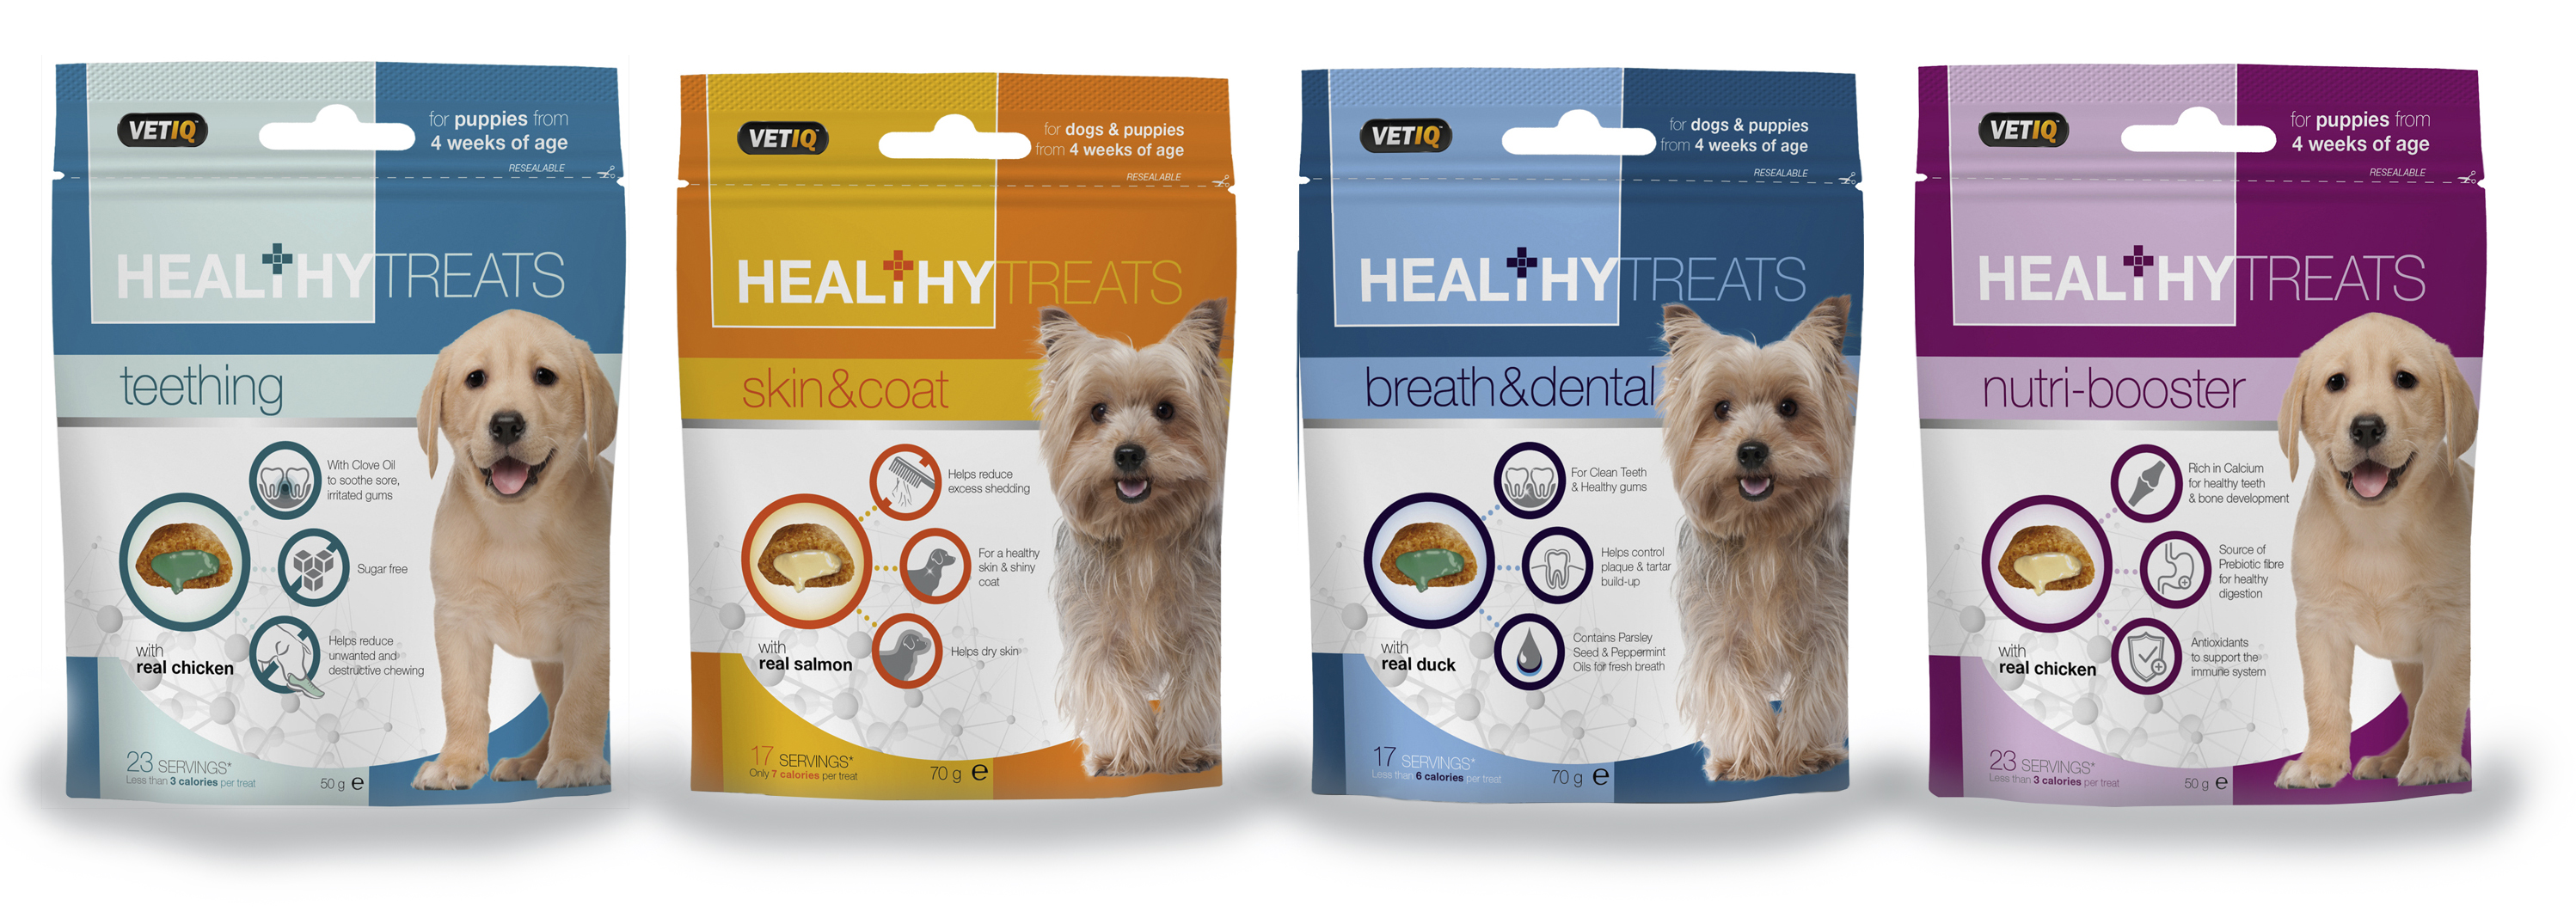 VETIQ™
for puppies from
4 weeks of age
RESEALABLE
HEALTHYTREATS
teething
With Clove Oil
to soothe sore,
irritated gums
Sugar free
Helps reduce
unwanted and
destructive chewing
with
real chicken
23 SERVINGS*
Less than 3 calories per treat
50 g e
VETIQ™
for dogs & puppies
from 4 weeks of age
RESEALABLE
HEALTHYTREATS
skin&coat
Helps reduce
excess shedding
For a healthy
skin & shiny
coat
Helps dry skin
with
real salmon
17 SERVINGS*
Only 7 calories per treat
70 g e
VETIQ™
for dogs & puppies
from 4 weeks of age
RESEALABLE
HEALTHYTREATS
breath&dental
For Clean Teeth
& Healthy gums
Helps control
plaque & tartar
build-up
Contains Parsley
Seed & Peppermint
Oils for fresh breath
with
real duck
17 SERVINGS*
Less than 6 calories per treat
70 g e
VETIQ™
for puppies from
4 weeks of age
RESEALABLE
HEALTHYTREATS
nutri-booster
Rich in Calcium
for healthy teeth
& bone development
Source of
Prebiotic fibre
for healthy
digestion
Antioxidants
to support the
immune system
with
real chicken
23 SERVINGS*
Less than 3 calories per treat
50 g e